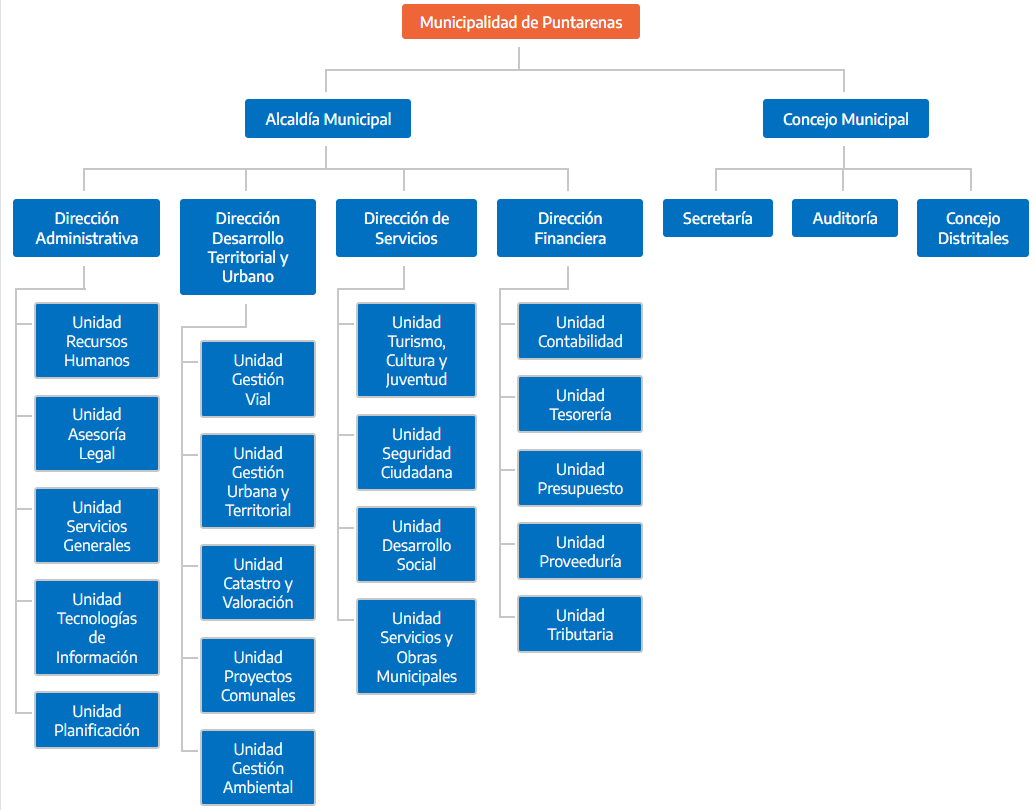 Municipalidad de Puntarenas
Alcaldía Municipal
Concejo Municipal
Dirección
Administrativa
Dirección
Desarrollo
Territorial y
Urbano
Dirección de
Servicios
Dirección
Financiera
Secretaría
Auditoría
Concejo
Distritales
Unidad
Recursos
Humanos
Unidad
Asesoría
Legal
Unidad
Servicios
Generales
Unidad
Tecnologías
de
Información
Unidad
Planificación
Unidad
Gestión
Vial
Unidad
Gestión
Urbana y
Territorial
Unidad
Catastro y
Valoración
Unidad
Proyectos
Comunales
Unidad
Gestión
Ambiental
Unidad
Turismo,
Cultura y
Juventud
Unidad
Seguridad
Ciudadana
Unidad
Desarrollo
Social
Unidad
Servicios y
Obras
Municipales
Unidad
Contabilidad
Unidad
Tesorería
Unidad
Presupuesto
Unidad
Proveeduría
Unidad
Tributaria